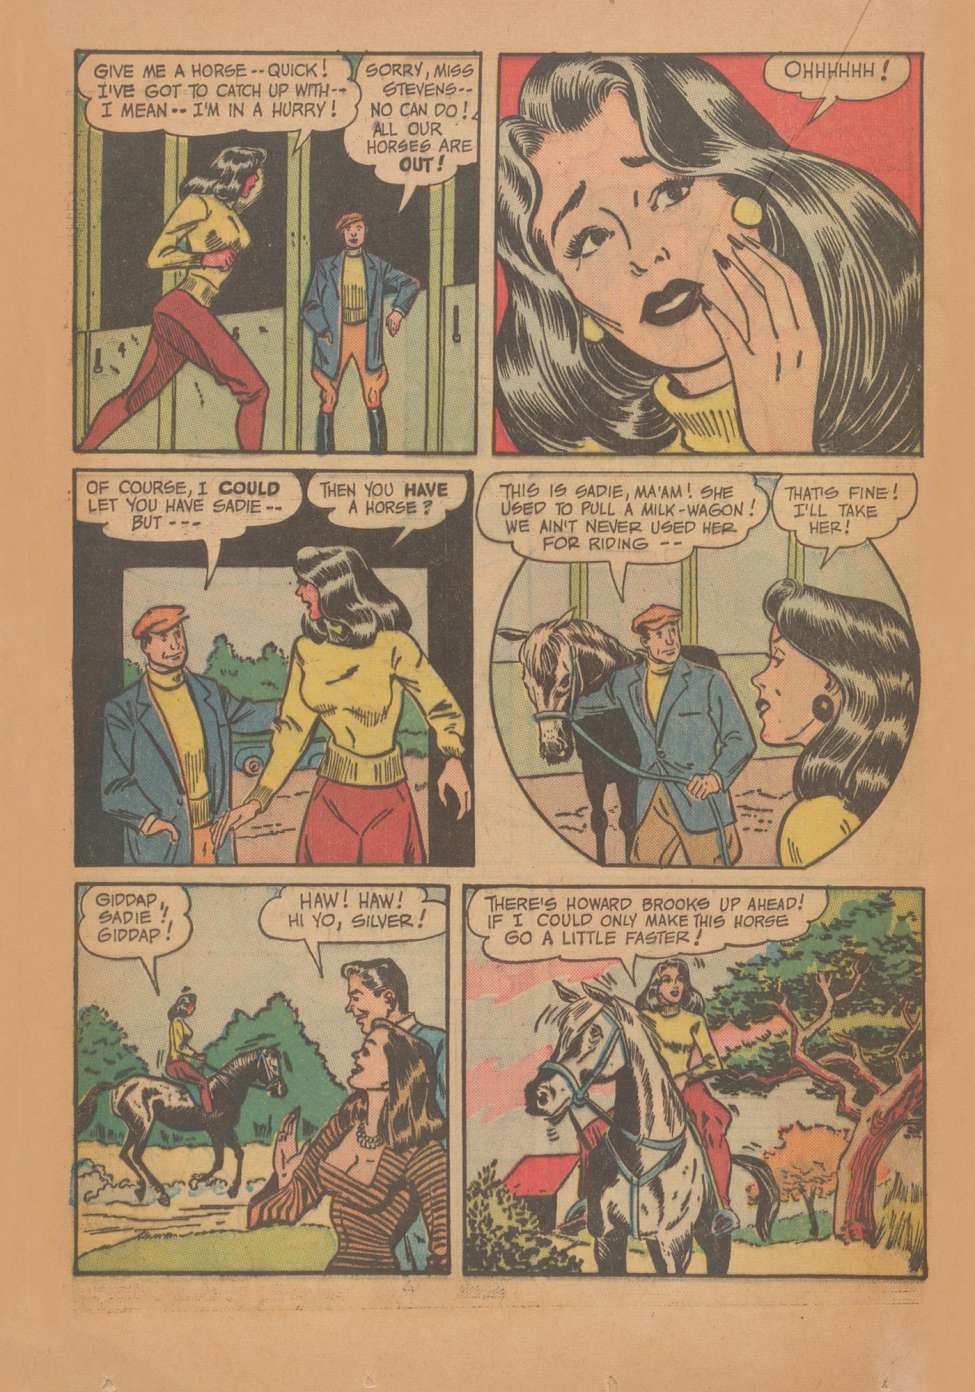 GIVE ME A HORSE -- QUICK!
I'VE GOT TO CATCH UP WITH --
I MEAN -- I'M IN A HURRY!
SORRY, MISS
STEVENS --
NO CAN DO!
ALL OUR
HORSES ARE
OUT!
OHHHHHH!
OF COURSE, I COULD
LET YOU HAVE SADIE --
BUT ---
THEN YOU HAVE
A HORSE?
THIS IS SADIE, MA'AM! SHE
USED TO PULL A MILK-WAGON!
WE AIN'T NEVER USED HER
FOR RIDING --
THAT'S FINE!
I'LL TAKE
HER!
GIDDAP,
SADIE!
GIDDAP!
HAW! HAW!
HI YO, SILVER!
THERE'S HOWARD BROOKS UP AHEAD!
IF I COULD ONLY MAKE THIS HORSE
GO A LITTLE FASTER!